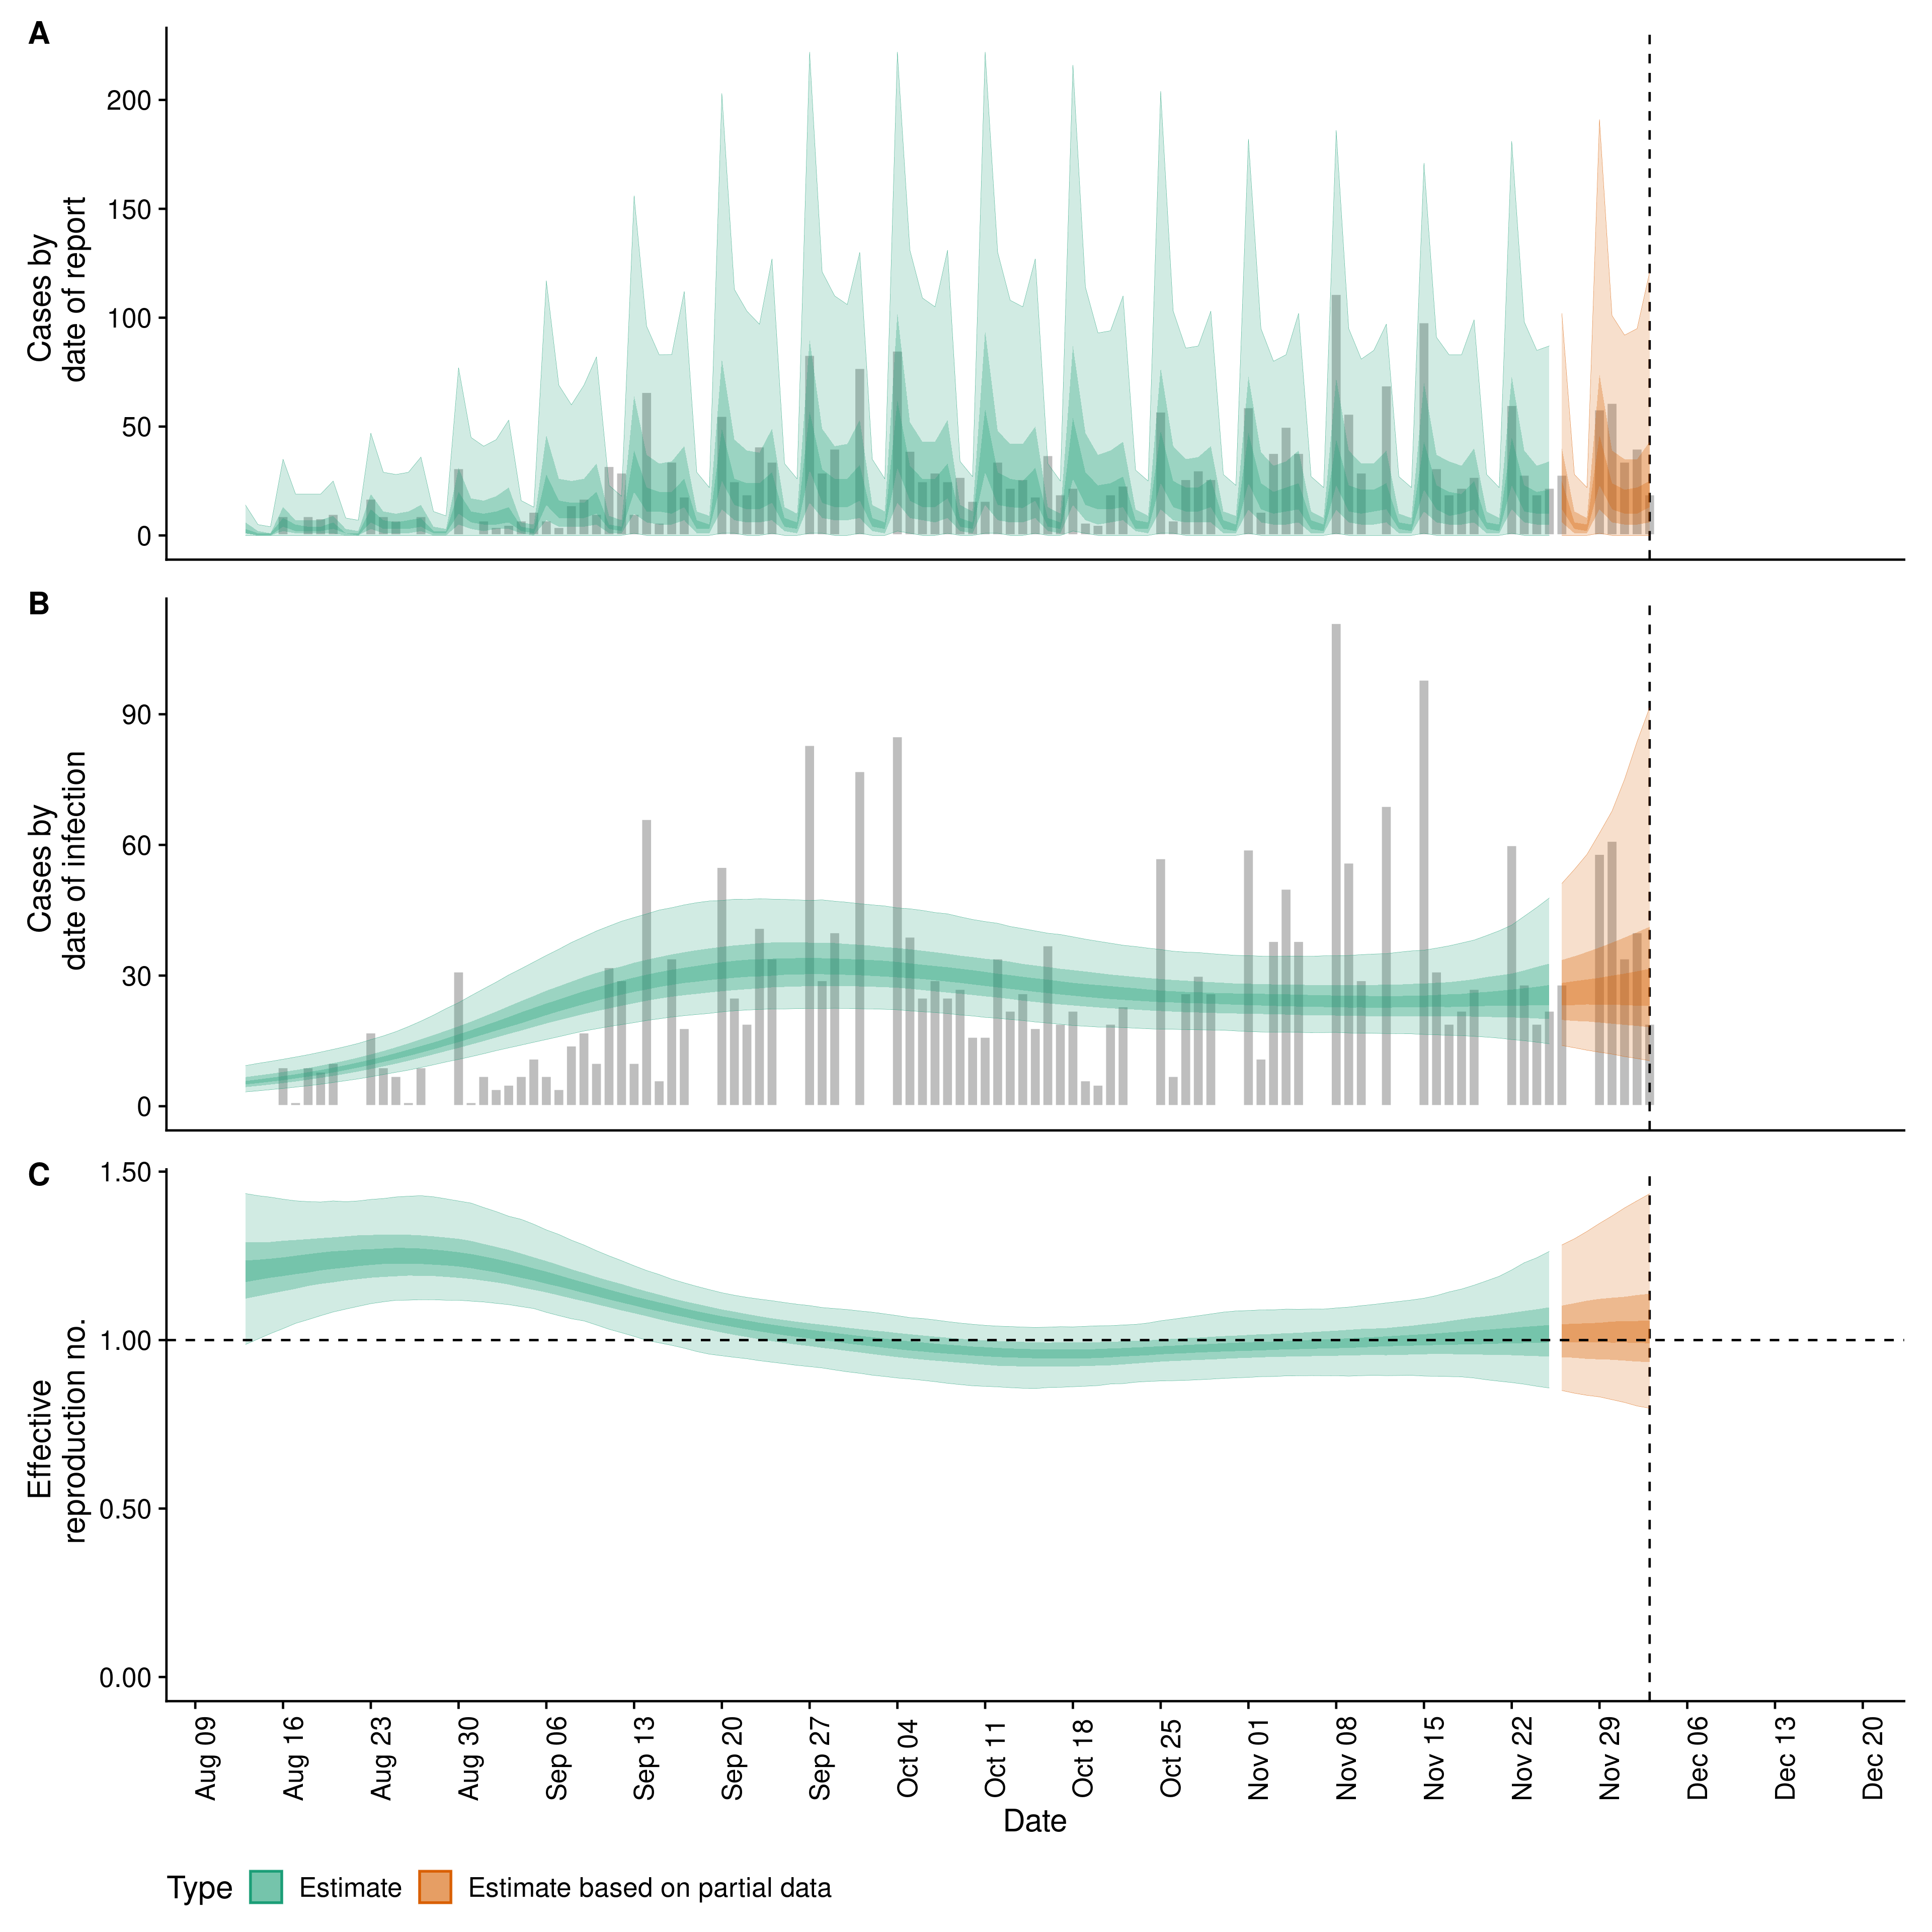 A
Cases by
date of report
200
150
100
50
0
B
Cases by
date of infection
90
60
30
0
C
Effective
reproduction no.
1.50
1.00
0.50
0.00
Aug 09
Aug 16
Aug 23
Aug 30
Sep 06
Sep 13
Sep 20
Sep 27
Oct 04
Oct 11
Oct 18
Oct 25
Nov 01
Nov 08
Nov 15
Nov 22
Nov 29
Dec 06
Dec 13
Dec 20
Date
Type Estimate Estimate based on partial data